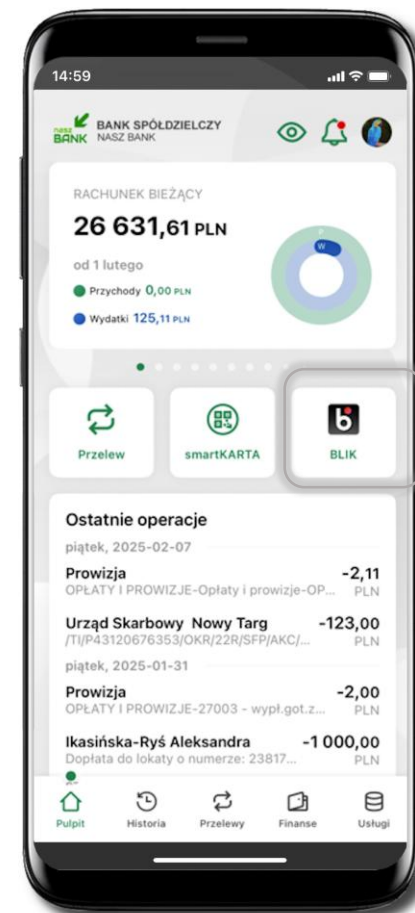 14:59
nasz BANK
BANK SPÓŁDZIELCZY
NASZ BANK
RACHUNEK BIEŻĄCY
26 631,61 PLN
od 1 lutego
Przychody 0,00 PLN
Wydatki 125,11 PLN
P
W
Przelew
smartKARTA
BLIK
Ostatnie operacje
piątek, 2025-02-07
Prowizja -2,11
OPŁATY I PROWIZJE-Opłaty i prowizje-OP... PLN
Urząd Skarbowy Nowy Targ -123,00
/TI/P43120676353/OKR/22R/SFP/AKC/... PLN
piątek, 2025-01-31
Prowizja -2,00
OPŁATY I PROWIZJE-27003 - wypł.got.z... PLN
Ikasińska-Ryś Aleksandra -1 000,00
Dopłata do lokaty o numerze: 23817... PLN
Pulpit
Historia
Przelewy
Finanse
Usługi